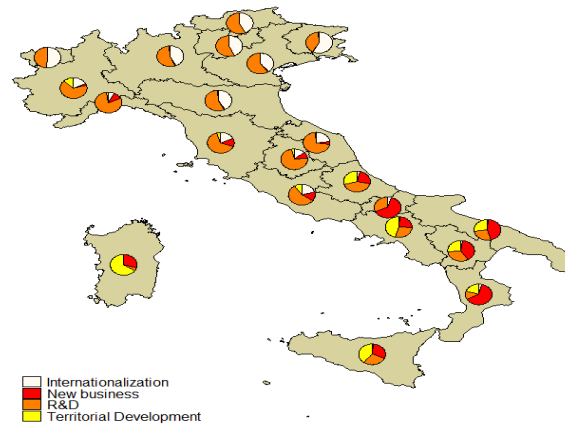 Internationalization
New business
R&D
Territorial Development